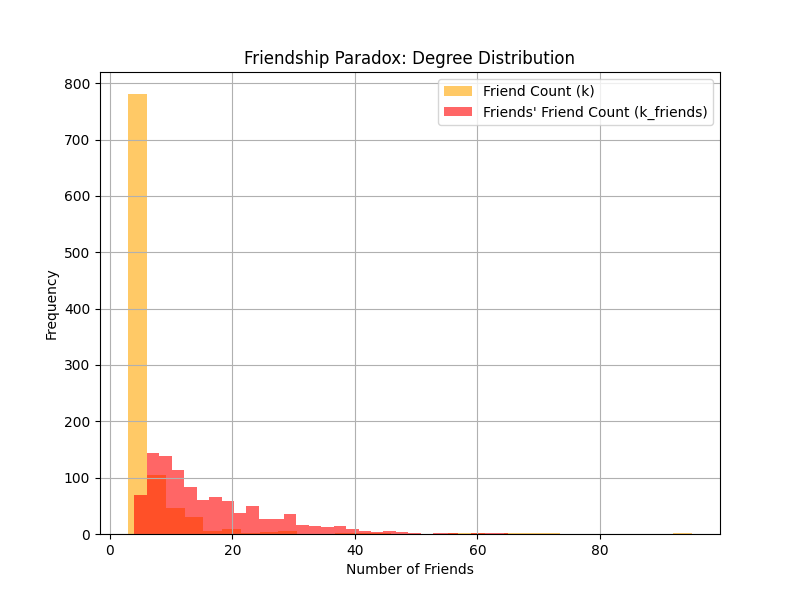 Friendship Paradox: Degree Distribution
Friend Count (k)
Friends' Friend Count (k_friends)
800
700
600
500
400
300
200
100
0
Frequency
0 20 40 60 80
Number of Friends